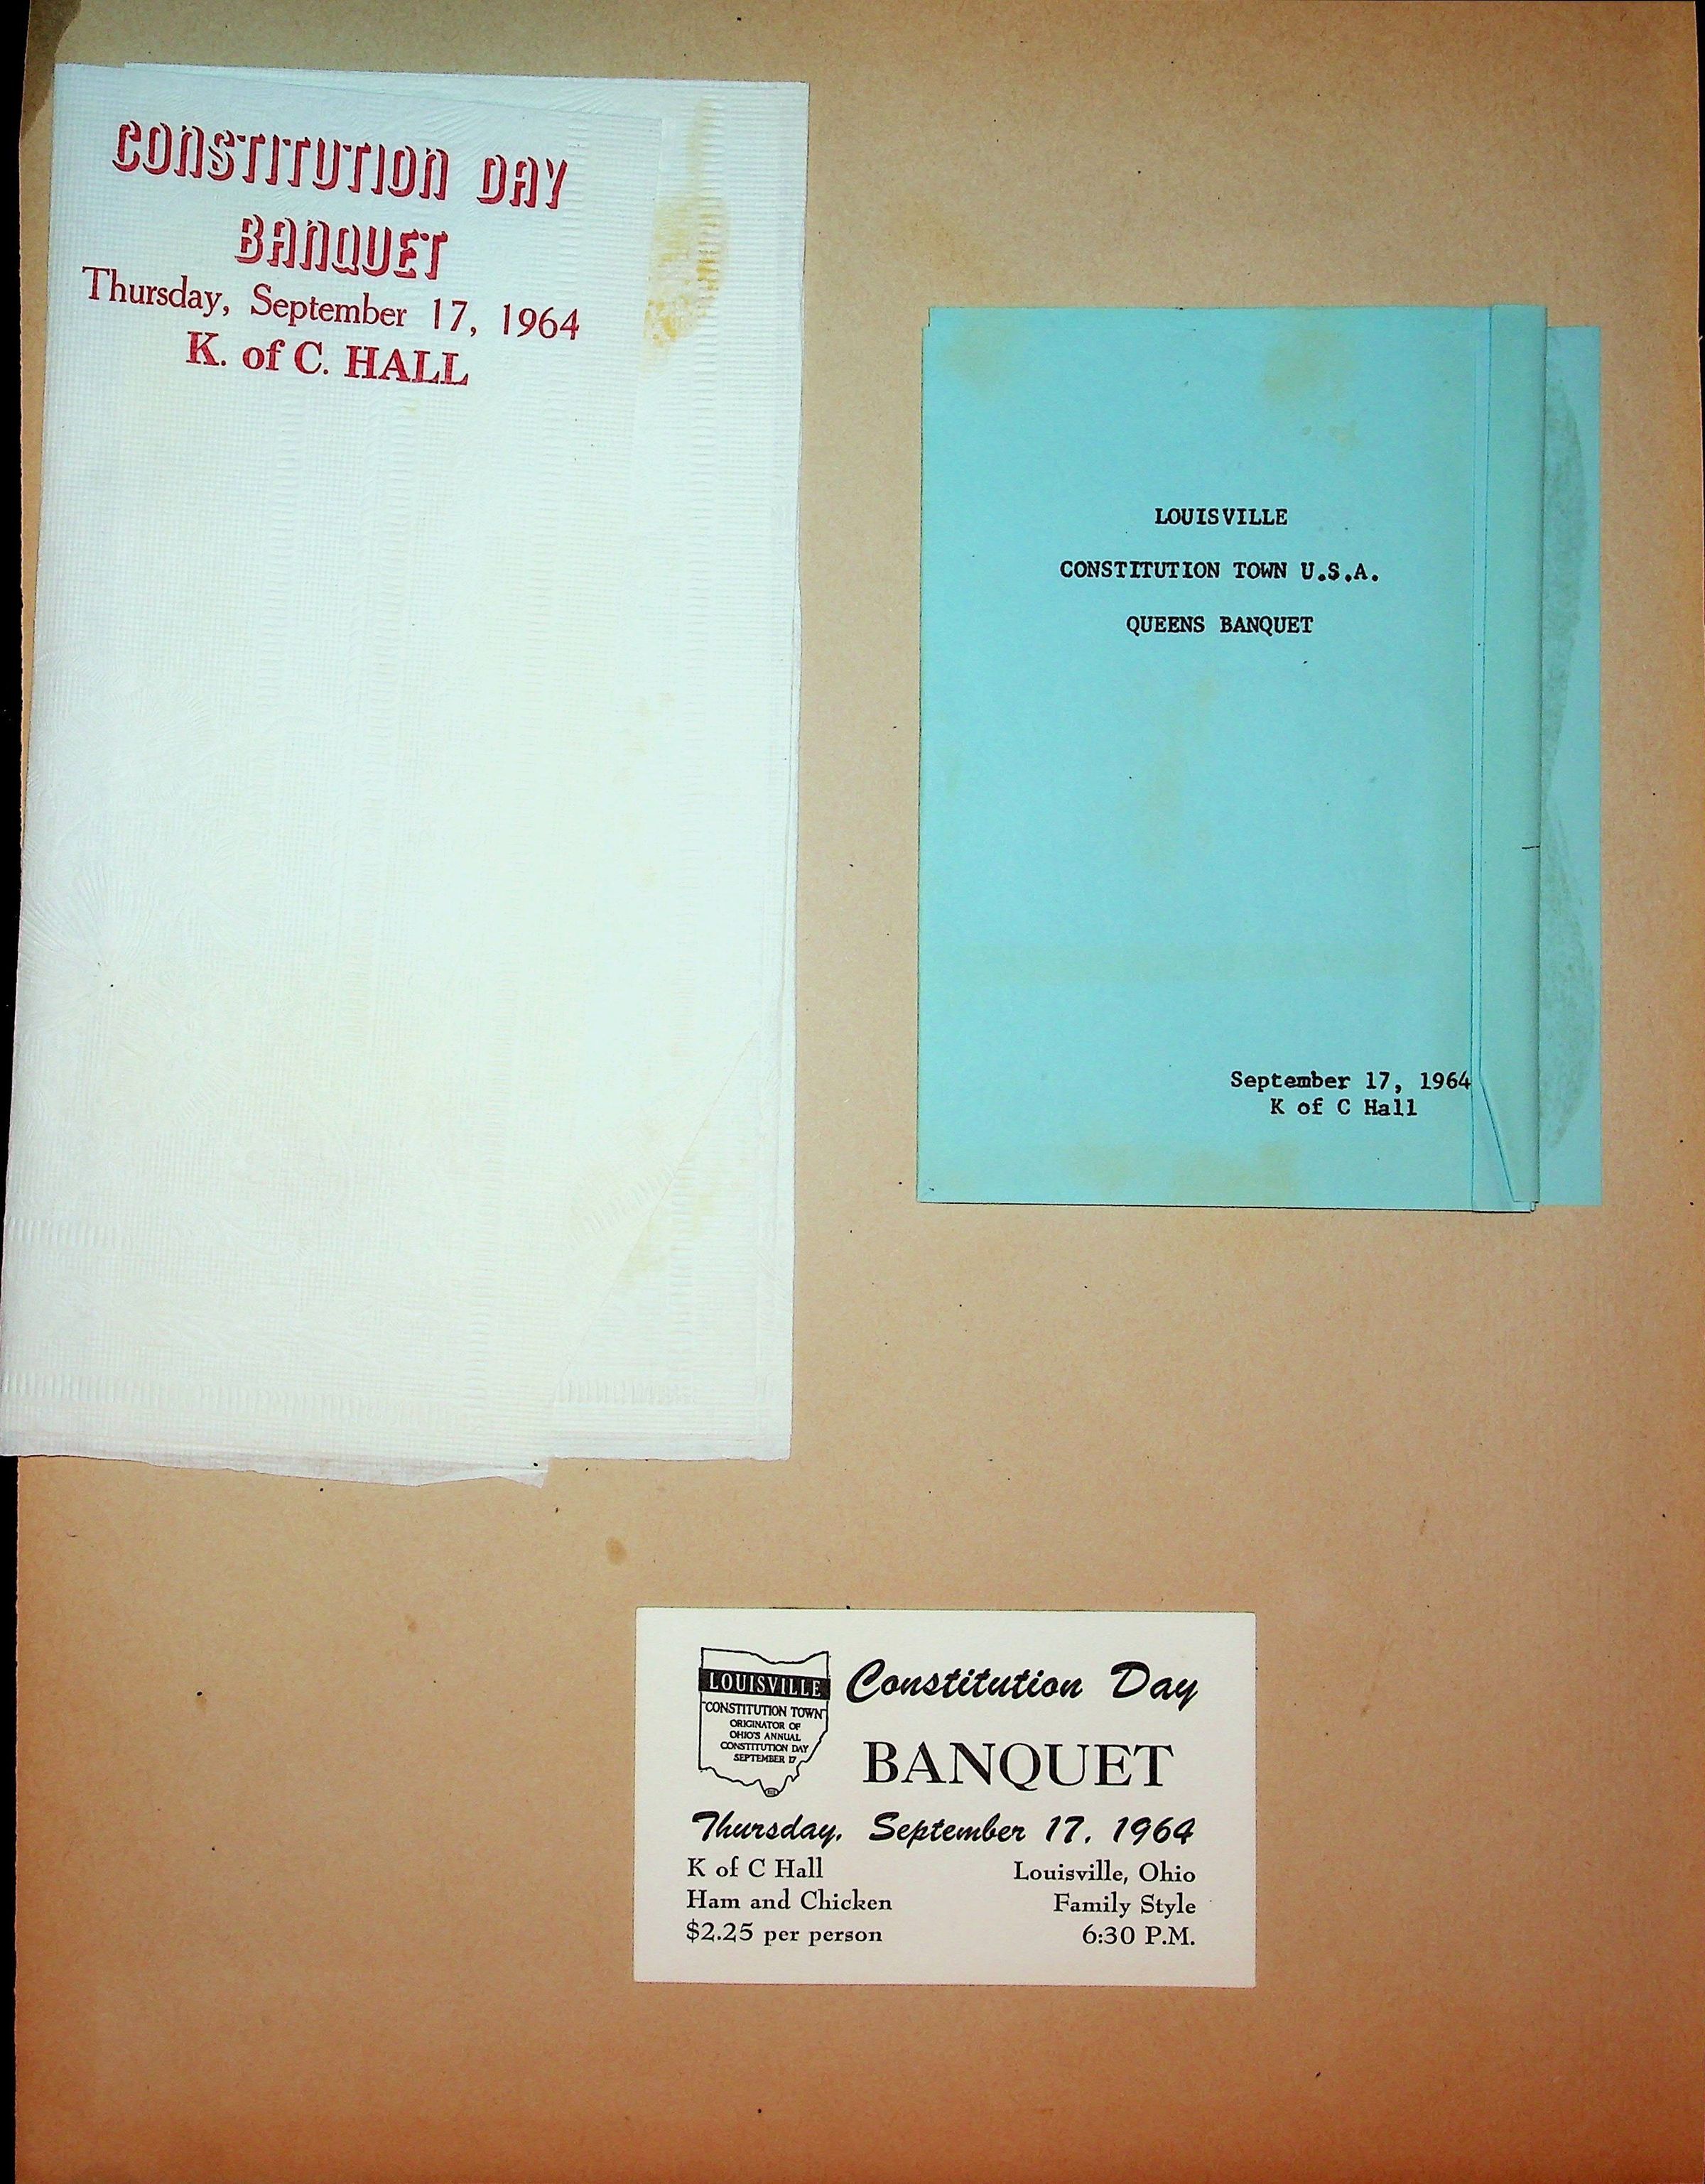 CONSTITUTION DAY
BANQUET
Thursday, September 17, 1964
K. of C. HALL
LOUISVILLE
CONSTITUTION TOWN U.S.A.
QUEENS BANQUET
September 17, 1964
K of C Hall
LOUISVILLE
"CONSTITUTION TOWN"
ORIGINATOR OF
OHIO'S ANNUAL
CONSTITUTION DAY
SEPTEMBER 17
Constitution Day
BANQUET
Thursday, September 17, 1964
K of C Hall Louisville, Ohio
Ham and Chicken Family Style
$2.25 per person 6:30 P.M.